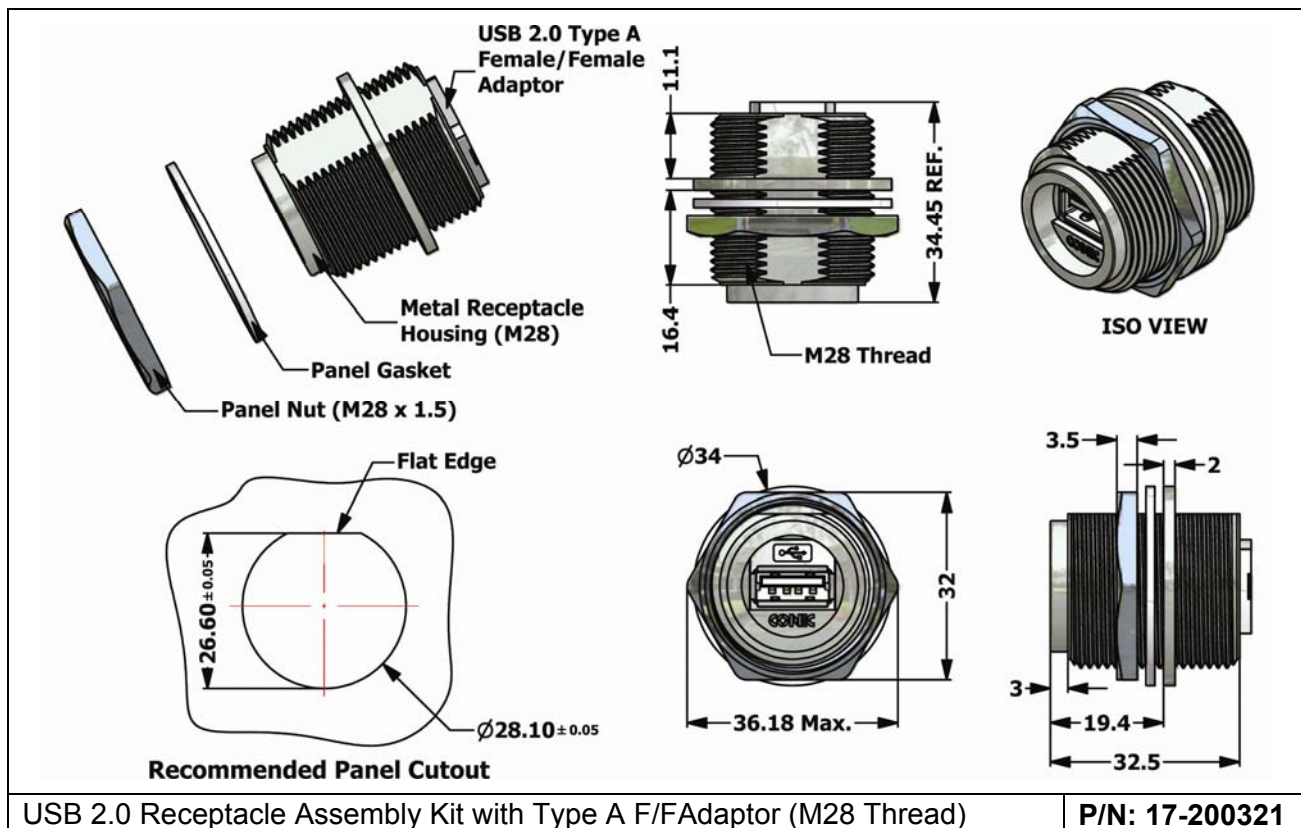 USB 2.0 Type A
Female/Female
Adaptor
Metal Receptacle
Housing (M28)
Panel Gasket
Panel Nut (M28 x 1.5)
11.1
16.4
34.45 REF.
M28 Thread
ISO VIEW
CONEC
Flat Edge
26.60 ± 0.05
Ø28.10 ± 0.05
Recommended Panel Cutout
Ø34
CONEC
32
36.18 Max.
3.5
2
3
19.4
32.5
USB 2.0 Receptacle Assembly Kit with Type A F/FAdaptor (M28 Thread)
P/N: 17-200321